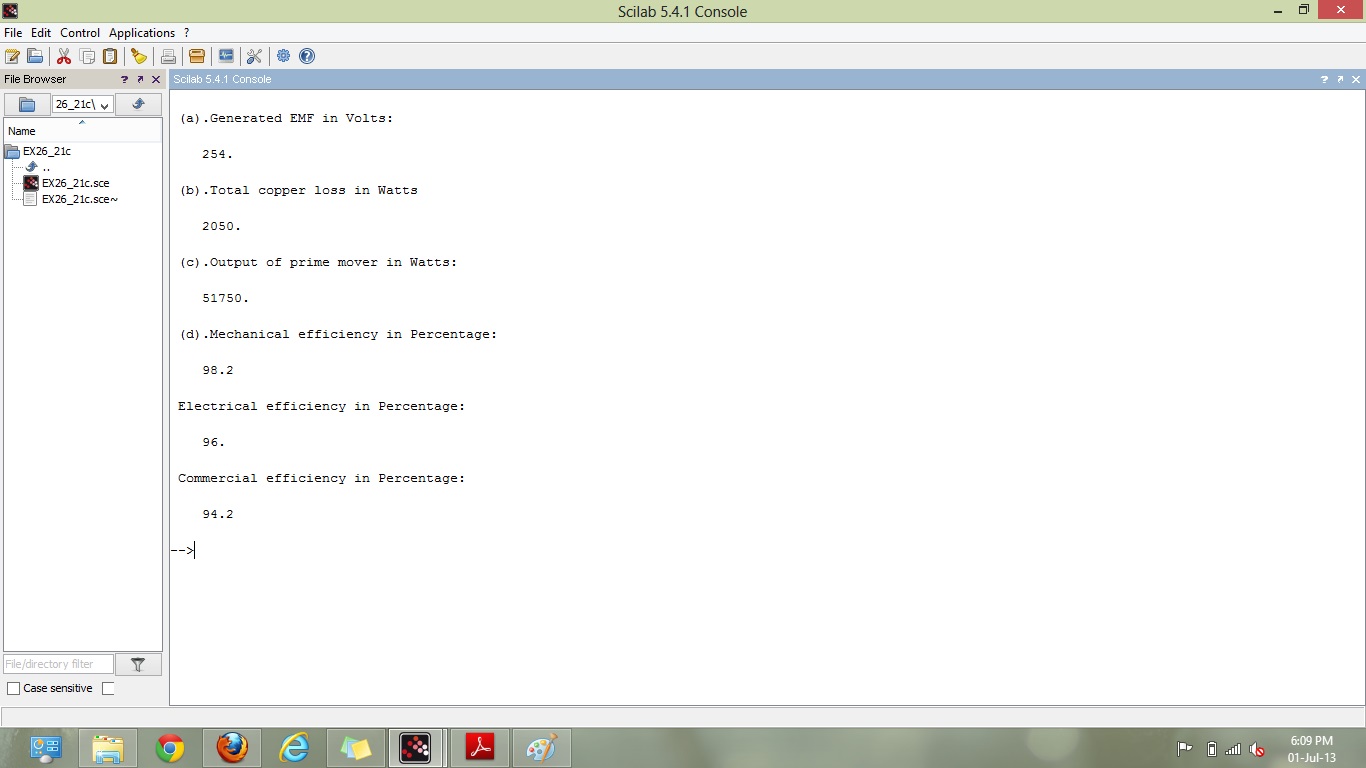 Scilab 5.4.1 Console
File Edit Control Applications ?
File Browser ? 
Scilab 5.4.1 Console ?
26_21c\
Name
EX26_21c
..
EX26_21c.sce
EX26_21c.sce~
(a).Generated EMF in Volts:
254.
(b).Total copper loss in Watts
2050.
(c).Output of prime mover in Watts:
51750.
(d).Mechanical efficiency in Percentage:
98.2
Electrical efficiency in Percentage:
96.
Commercial efficiency in Percentage:
94.2
-->
File/directory filter
Case sensitive
6:09 PM
01-Jul-13